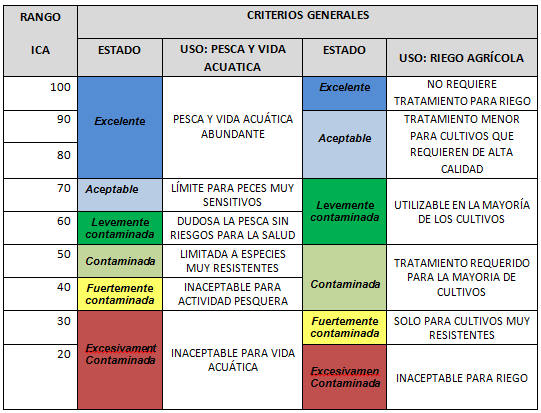 RANGO
ICA
CRITERIOS GENERALES
ESTADO
USO: PESCA Y VIDA
ACUATICA
ESTADO
USO: RIEGO AGRÍCOLA
100
90
80
70
60
50
40
30
20
Excelente
PESCA Y VIDA ACUÁTICA
ABUNDANTE
Aceptable
LÍMITE PARA PECES MUY
SENSITIVOS
Levemente
contaminada
DUDOSA LA PESCA SIN
RIESGOS PARA LA SALUD
Contaminada
LIMITADA A ESPECIES
MUY RESISTENTES
Fuertemente
contaminada
INACEPTABLE PARA
ACTIVIDAD PESQUERA
Excesivament
Contaminada
INACEPTABLE PARA VIDA
ACUÁTICA
Excelente
NO REQUIERE
TRATAMIENTO PARA RIEGO
Aceptable
TRATAMIENTO MENOR
PARA CULTIVOS QUE
REQUIEREN DE ALTA
CALIDAD
Levemente
contaminada
UTILIZABLE EN LA MAYORÍA
DE LOS CULTIVOS
Contaminada
TRATAMIENTO REQUERIDO
PARA LA MAYORIA DE
CULTIVOS
Fuertemente
contaminada
SOLO PARA CULTIVOS MUY
RESISTENTES
Excesivamen
Contaminada
INACEPTABLE PARA RIEGO